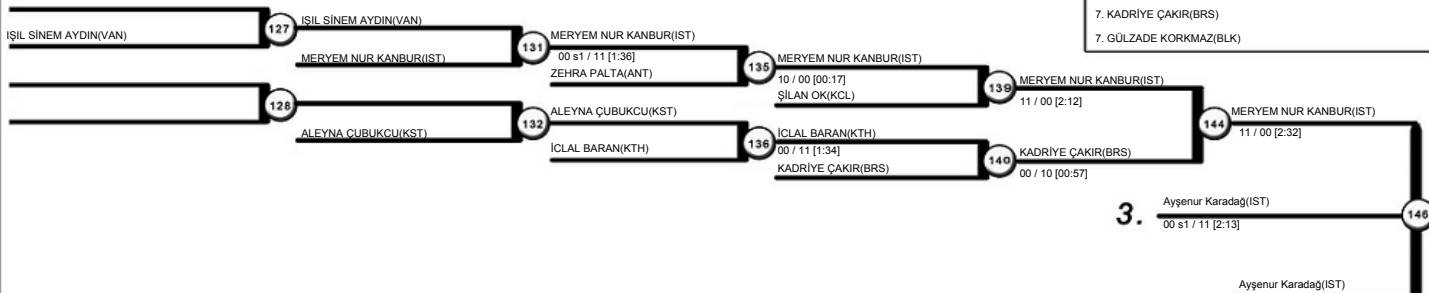 7. KADRİYE ÇAKIR(BRS)
7. GÜLZADE KORKMAZ(BLK)
IŞIL SİNEM AYDIN(VAN)
127
IŞIL SİNEM AYDIN(VAN)
MERYEM NUR KANBUR(IST)
131
MERYEM NUR KANBUR(IST)
00 s1 / 11 [1:36]
ZEHRA PALTA(ANT)
135
MERYEM NUR KANBUR(IST)
10 / 00 [00:17]
ŞİLAN OK(KCL)
139
MERYEM NUR KANBUR(IST)
11 / 00 [2:12]
128
ALEYNA ÇUBUKCU(KST)
132
ALEYNA ÇUBUKCU(KST)
İCLAL BARAN(KTH)
136
İCLAL BARAN(KTH)
00 / 11 [1:34]
KADRİYE ÇAKIR(BRS)
140
KADRİYE ÇAKIR(BRS)
00 / 10 [00:57]
144
MERYEM NUR KANBUR(IST)
11 / 00 [2:32]
3.
Ayşenur Karadağ(IST)
00 s1 / 11 [2:13]
146
Ayşenur Karadağ(IST)